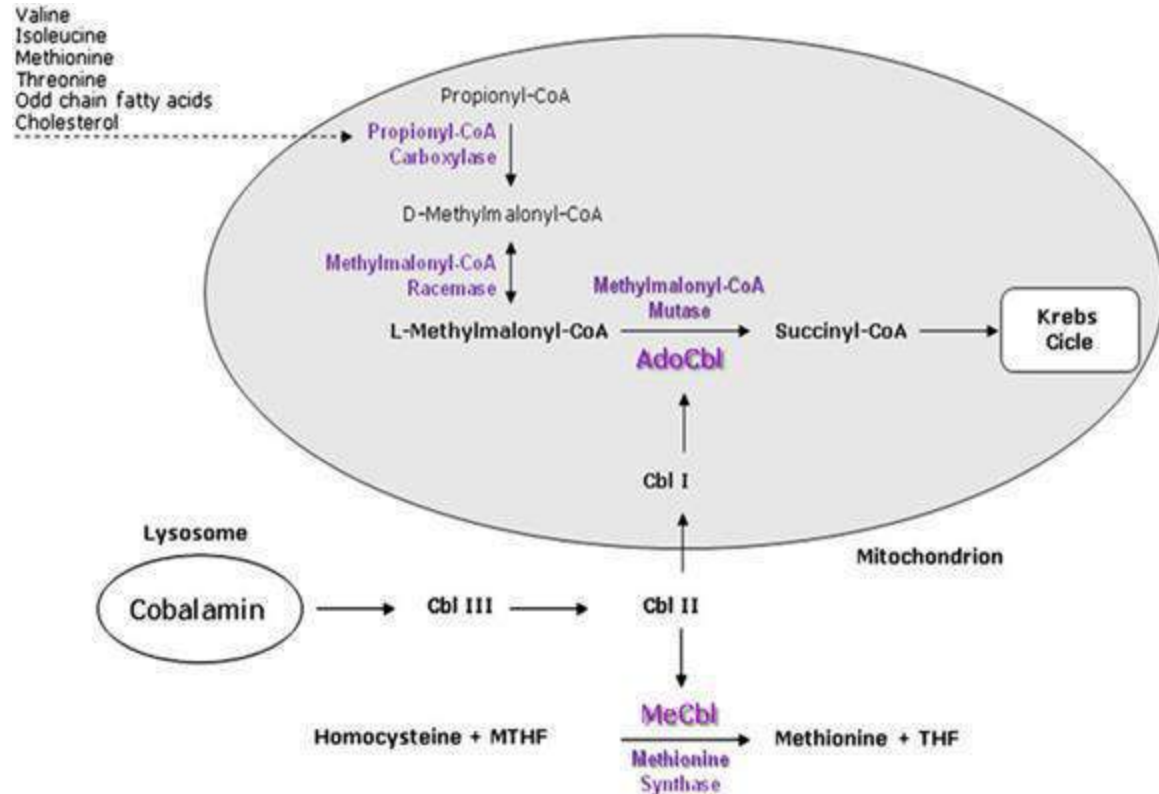 Valine
Isoleucine
Methionine
Threonine
Odd chain fatty acids
Cholesterol
Propionyl-CoA
Propionyl-CoA
Carboxylase
D-Methylmalonyl-CoA
Methylmalonyl-CoA
Racemase
Methylmalonyl-CoA
Mutase
L-Methylmalonyl-CoA
Succinyl-CoA
Krebs
Cicle
AdoCbl
Cbl I
Lysosome
Mitochondrion
Cobalamin
Cbl III
Cbl II
MeCbl
Homocysteine + MTHF
Methionine + THF
Methionine
Synthase